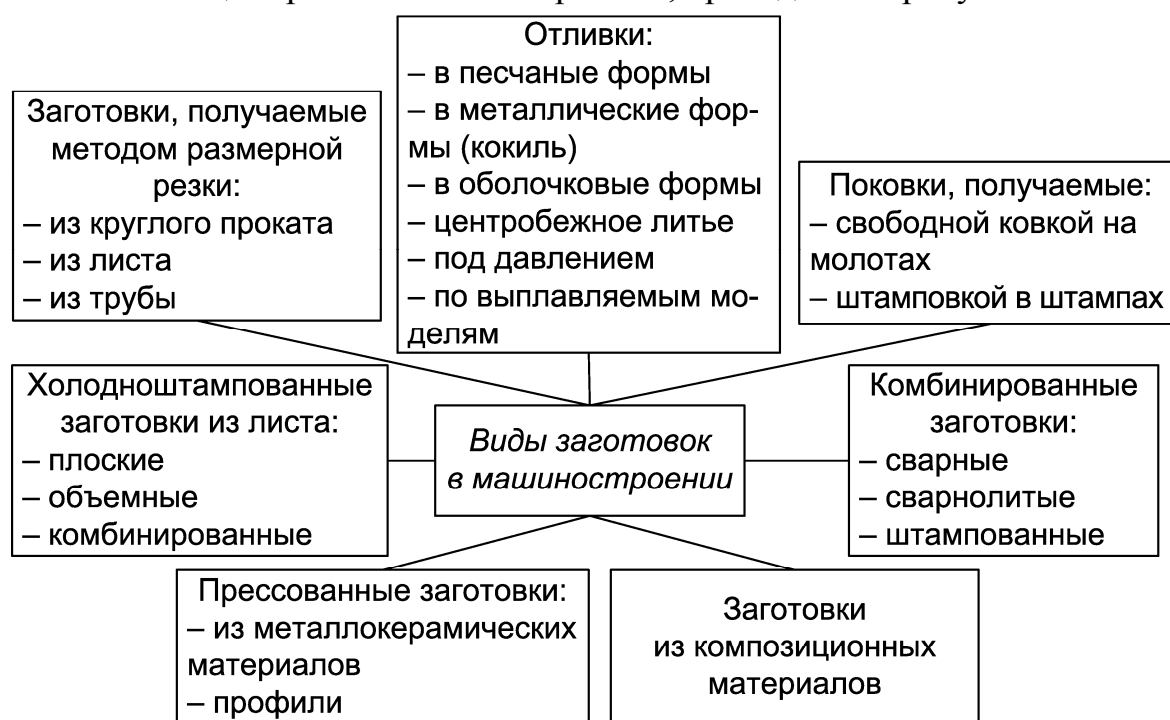 Отливки:
– в песчаные формы
– в металлические фор-
мы (кокиль)
– в оболочковые формы
– центробежное литье
– под давлением
– по выплавляемым мо-
делям
Заготовки, получаемые
методом размерной
резки:
– из круглого проката
– из листа
– из трубы
Поковки, получаемые:
– свободной ковкой на
молотах
– штамповкой в штампах
Холодноштампованные
заготовки из листа:
– плоские
– объемные
– комбинированные
Виды заготовок
в машиностроении
Комбинированные
заготовки:
– сварные
– сварнолитые
– штампованные
Прессованные заготовки:
– из металлокерамических
материалов
– профили
Заготовки
из композиционных
материалов